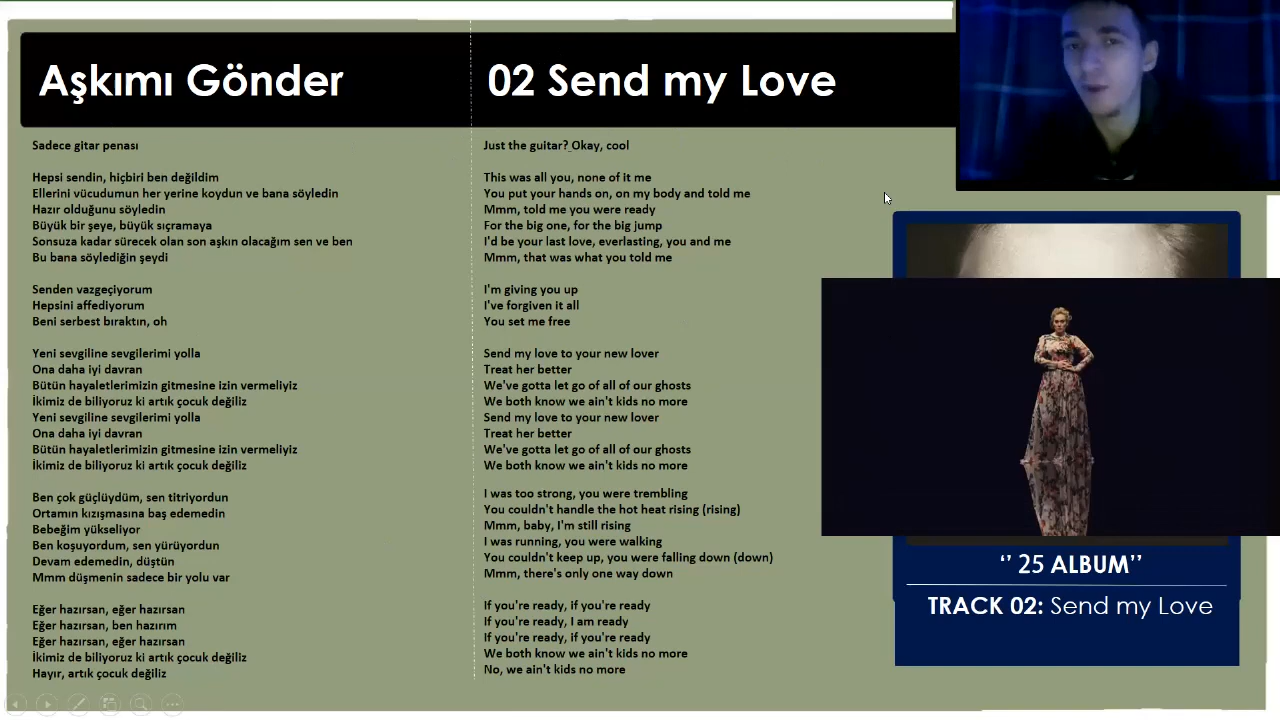 Aşkımı Gönder
Sadece gitar penası
Hepsi sendin, hiçbiri ben değildim
Ellerini vücudumun her yerine koydun ve bana söyledin
Hazır olduğunu söyledin
Büyük bir şeye, büyük sıçramaya
Sonsuza kadar sürecek olan son aşkın olacağım sen ve ben
Bu bana söylediğin şeydi
Senden vazgeçiyorum
Hepsini affediyorum
Beni serbest bıraktın, oh
Yeni sevgiline sevgilerimi yolla
Ona daha iyi davran
Bütün hayaletlerimizin gitmesine izin vermeliyiz
İkimiz de biliyoruz ki artık çocuk değiliz
Yeni sevgiline sevgilerimi yolla
Ona daha iyi davran
Bütün hayaletlerimizin gitmesine izin vermeliyiz
İkimiz de biliyoruz ki artık çocuk değiliz
Ben çok güçlüydüm, sen titriyordun
Ortamın kızışmasına baş edemedin
Bebeğim yükseliyor
Ben koşuyordum, sen yürüyordun
Devam edemedin, düştün
Mmm düşmenin sadece bir yolu var
Eğer hazırsan, eğer hazırsan
Eğer hazırsan, ben hazırım
Eğer hazırsan, eğer hazırsan
İkimiz de biliyoruz ki artık çocuk değiliz
Hayır, artık çocuk değiliz
02 Send my Love
Just the guitar? Okay, cool
This was all you, none of it me
You put your hands on, on my body and told me
Mmm, told me you were ready
For the big one, for the big jump
I'd be your last love, everlasting, you and me
Mmm, that was what you told me
I'm giving you up
I've forgiven it all
You set me free
Send my love to your new lover
Treat her better
We've gotta let go of all of our ghosts
We both know we ain't kids no more
Send my love to your new lover
Treat her better
We've gotta let go of all of our ghosts
We both know we ain't kids no more
I was too strong, you were trembling
You couldn't handle the hot heat rising (rising)
Mmm, baby, I'm still rising
I was running, you were walking
You couldn't keep up, you were falling down (down)
Mmm, there's only one way down
If you're ready, if you're ready
If you're ready, I am ready
If you're ready, if you're ready
We both know we ain't kids no more
No, we ain't kids no more
‘’ 25 ALBUM’’
TRACK 02: Send my Love